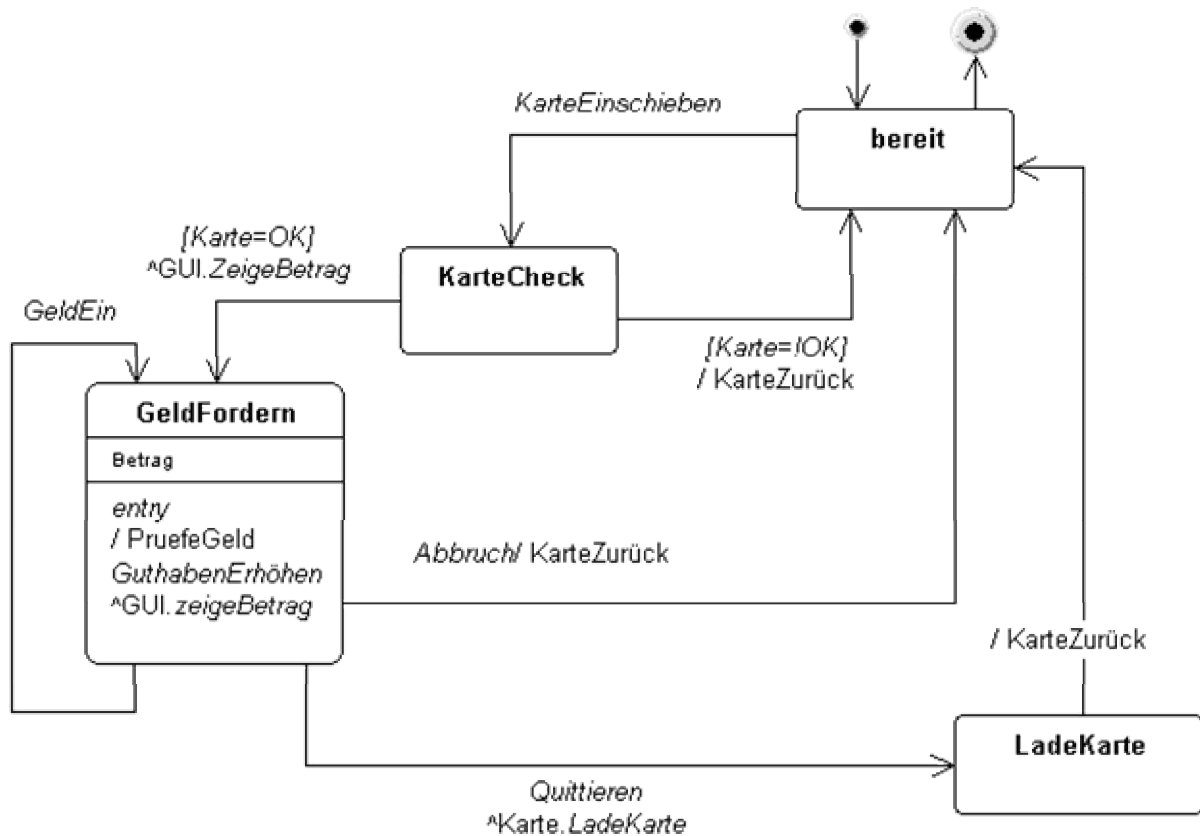 KarteEinschieben
bereit
{Karte=OK}
^GUI.ZeigeBetrag
KarteCheck
GeldEin
{Karte=!OK}
/ KarteZurück
GeldFordern
Betrag
entry
/ PruefeGeld
GuthabenErhöhen
^GUI.zeigeBetrag
Abbruch/ KarteZurück
/ KarteZurück
LadeKarte
Quittieren
^Karte.LadeKarte